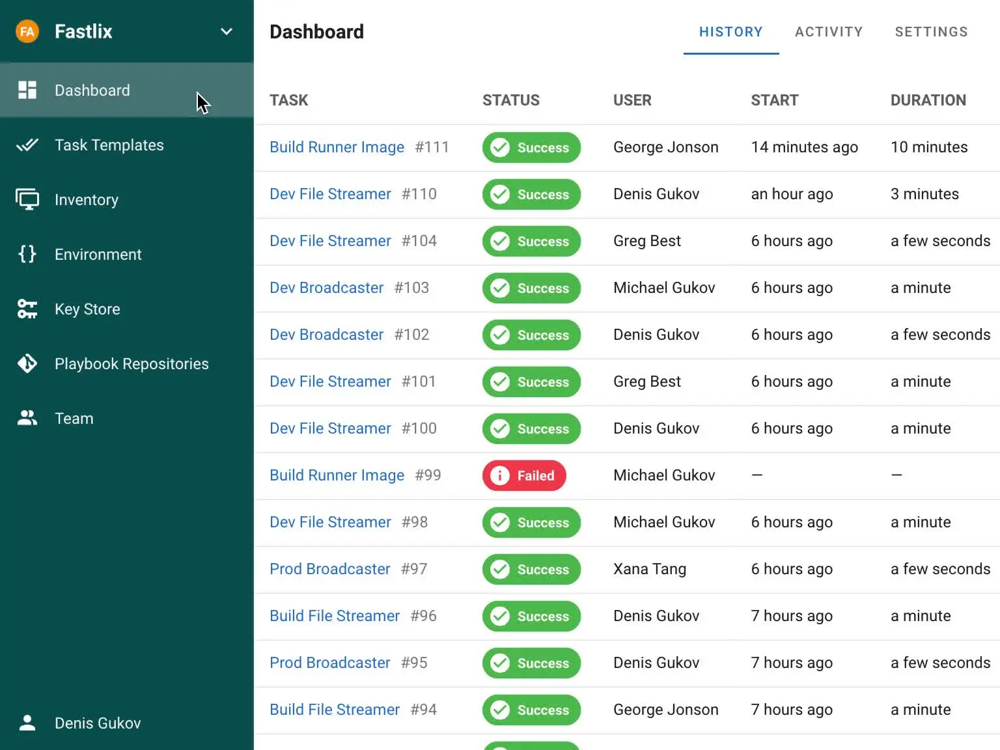 FA Fastlix
Dashboard
Task Templates
Inventory
Environment
Key Store
Playbook Repositories
Team
Denis Gukov
Dashboard HISTORY ACTIVITY SETTINGS
TASK STATUS USER START DURATION
Build Runner Image #111 Success George Jonson 14 minutes ago 10 minutes
Dev File Streamer #110 Success Denis Gukov an hour ago 3 minutes
Dev File Streamer #104 Success Greg Best 6 hours ago a few seconds
Dev Broadcaster #103 Success Michael Gukov 6 hours ago a minute
Dev Broadcaster #102 Success Denis Gukov 6 hours ago a few seconds
Dev File Streamer #101 Success Greg Best 6 hours ago a minute
Dev File Streamer #100 Success Denis Gukov 6 hours ago a minute
Build Runner Image #99 Failed Michael Gukov — —
Dev File Streamer #98 Success Michael Gukov 6 hours ago a minute
Prod Broadcaster #97 Success Xana Tang 6 hours ago a few seconds
Build File Streamer #96 Success Denis Gukov 7 hours ago a minute
Prod Broadcaster #95 Success Denis Gukov 7 hours ago a few seconds
Build File Streamer #94 Success George Jonson 7 hours ago a minute